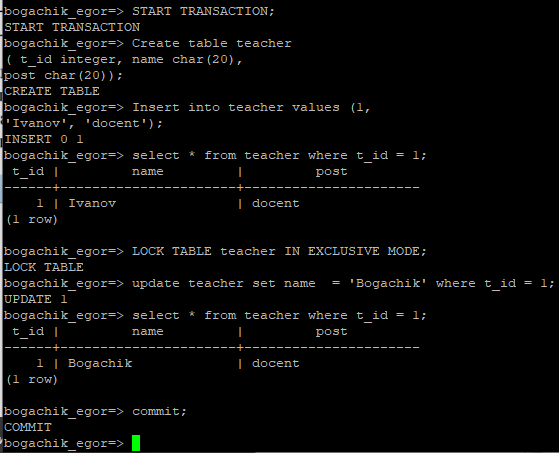 bogachik_egor=> START TRANSACTION;
START TRANSACTION
bogachik_egor=> Create table teacher
( t_id integer, name char(20),
post char(20));
CREATE TABLE
bogachik_egor=> Insert into teacher values (1,
'Ivanov', 'docent');
INSERT 0 1
bogachik_egor=> select * from teacher where t_id = 1;
 t_id |         name         |         post
------+----------------------+----------------------
    1 | Ivanov               | docent
(1 row)

bogachik_egor=> LOCK TABLE teacher IN EXCLUSIVE MODE;
LOCK TABLE
bogachik_egor=> update teacher set name  = 'Bogachik' where t_id = 1;
UPDATE 1
bogachik_egor=> select * from teacher where t_id = 1;
 t_id |         name         |         post
------+----------------------+----------------------
    1 | Bogachik             | docent
(1 row)

bogachik_egor=> commit;
COMMIT
bogachik_egor=>